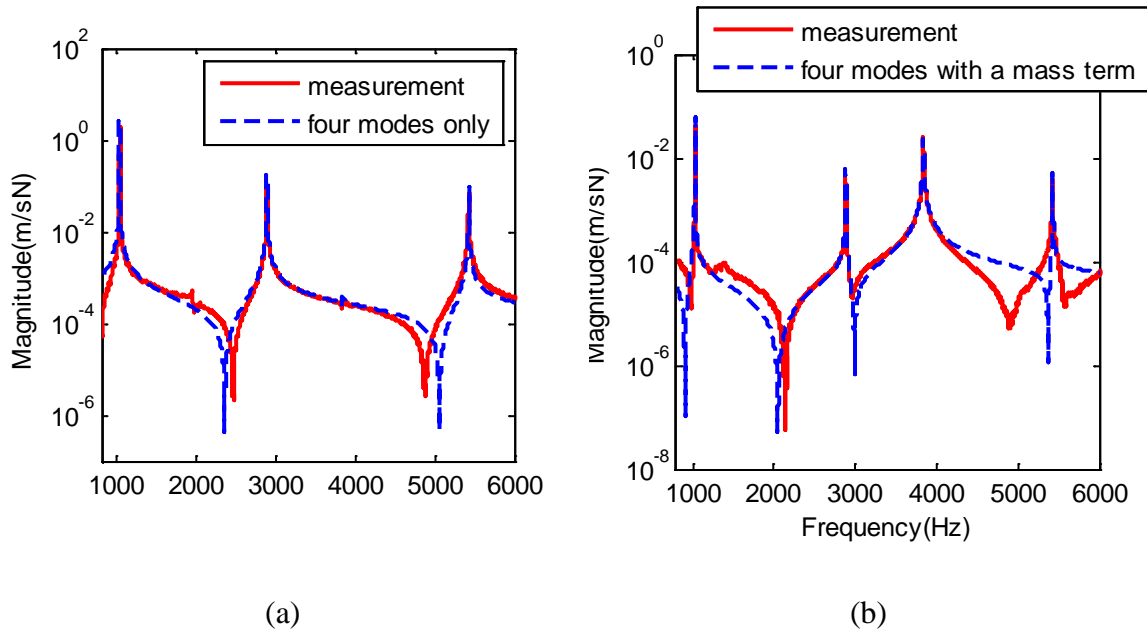 measurement
four modes only
10^2
10^0
10^-2
10^-4
10^-6
Magnitude(m/sN)
1000 2000 3000 4000 5000 6000
(a)
measurement
four modes with a mass term
10^0
10^-2
10^-4
10^-6
10^-8
Magnitude(m/sN)
1000 2000 3000 4000 5000 6000
Frequency(Hz)
(b)